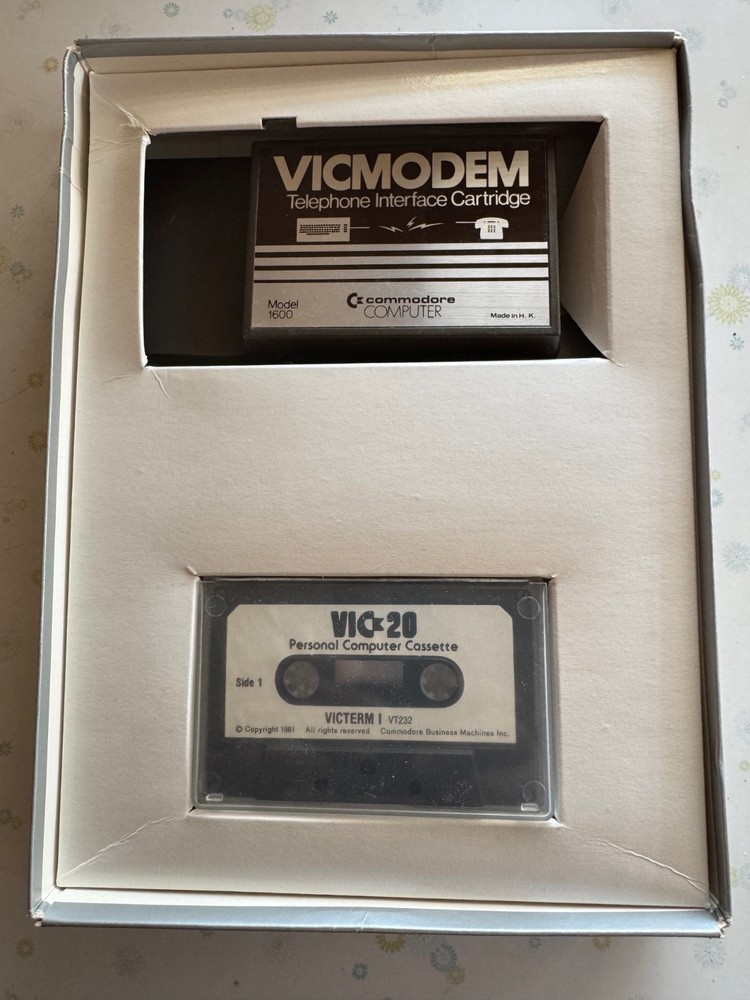 VICMODEM
Telephone Interface Cartridge
Model
1600
commodore
COMPUTER
Made in H. K.
VIC 20
Personal Computer Cassette
Side 1
VICTERM I VT232
© Copyright 1981 All rights reserved Commodore Business Machines Inc.